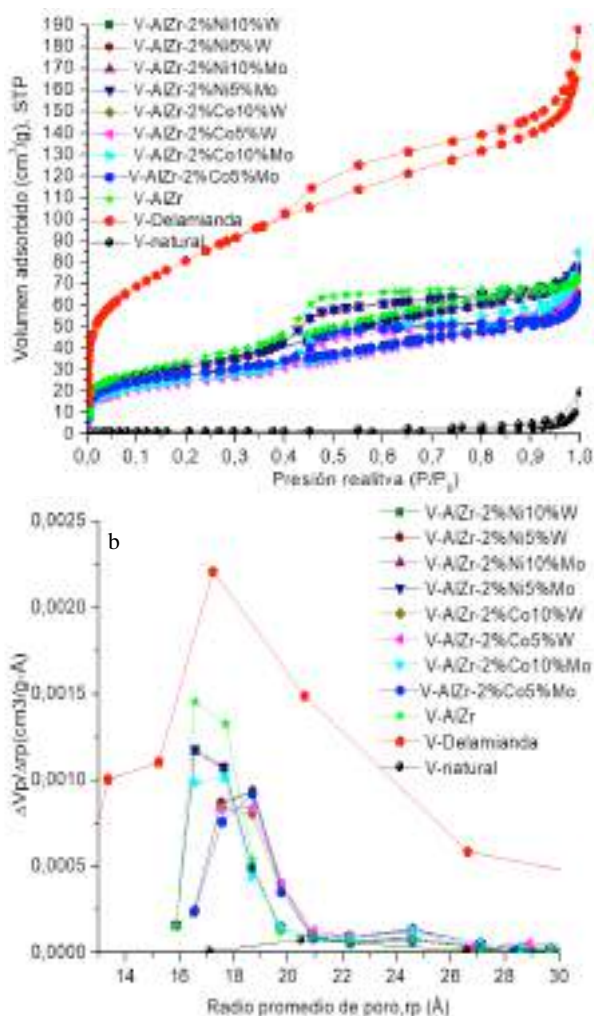 190
180
170
160
150
140
130
120
110
100
90
80
70
60
50
40
30
20
10
0
Volumen adsorbido (cm³/g), STP
V-AlZr-2%Ni10%W
V-AlZr-2%Ni5%W
V-AlZr-2%Ni10%Mo
V-AlZr-2%Ni5%Mo
V-AlZr-2%Co10%W
V-AlZr-2%Co5%W
V-AlZr-2%Co10%Mo
V-AlZr-2%Co5%Mo
V-AlZr
V-Delamianda
V-natural
0,0 0,1 0,2 0,3 0,4 0,5 0,6 0,7 0,8 0,9 1,0
Presión realitva (P/P₀)
b
0,0025
0,0020
0,0015
0,0010
0,0005
0,0000
ΔVp/Δrp(cm3/g-Å)
V-AlZr-2%Ni10%W
V-AlZr-2%Ni5%W
V-AlZr-2%Ni10%Mo
V-AlZr-2%Ni5%Mo
V-AlZr-2%Co10%W
V-AlZr-2%Co5%W
V-AlZr-2%Co10%Mo
V-AlZr-2%Co5%Mo
V-AlZr
V-Delamianda
V-natural
14 16 18 20 22 24 26 28 30
Radio promedio de poro,rp (Å)